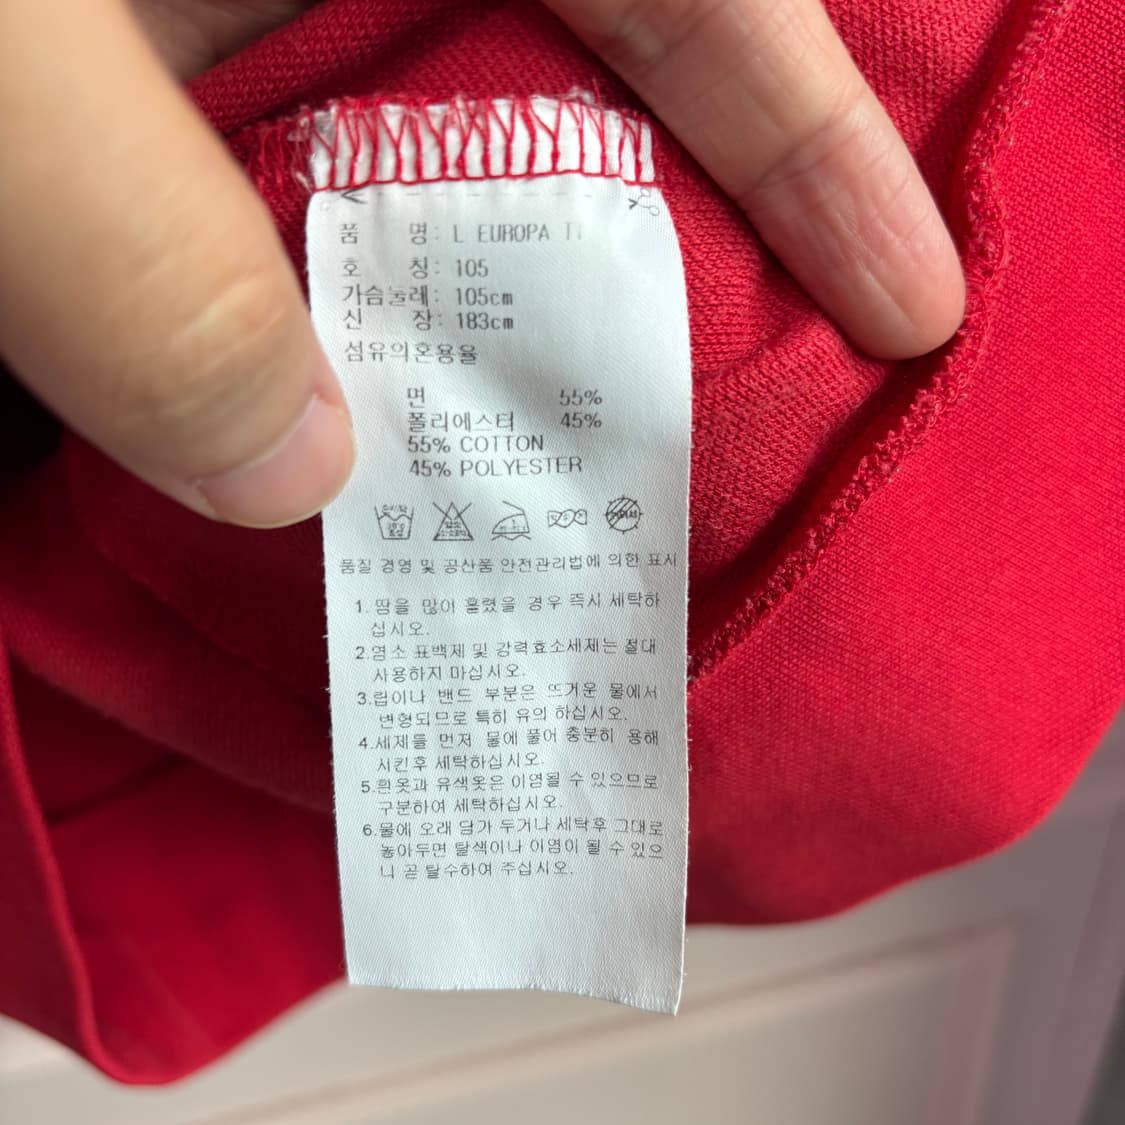 품 명: L EUROPA
호 칭: 105
가슴둘레: 105cm
신 장: 183cm
섬유의혼용율
면 55%
폴리에스터 45%
55% COTTON
45% POLYESTER
품질 경영 및 공산품 안전관리법에 의한 표시
1. 땀을 많이 흘렸을 경우 즉시 세탁하
십시오.
2.염소 표백제 및 강력효소세제는 절대
사용하지 마십시오.
3.립이나 밴드 부분은 뜨거운 물에서
변형되므로 특히 유의 하십시오.
4.세제를 먼저 물에 풀어 충분히 용해
시킨후 세탁하십시오.
5.흰옷과 유색옷은 이염될 수 있으므로
구분하여 세탁하십시오.
6.물에 오래 담가 두거나 세탁후 그대로
놓아두면 탈색이나 이염이 될 수 있으
니 곧 탈수하여 주십시오.